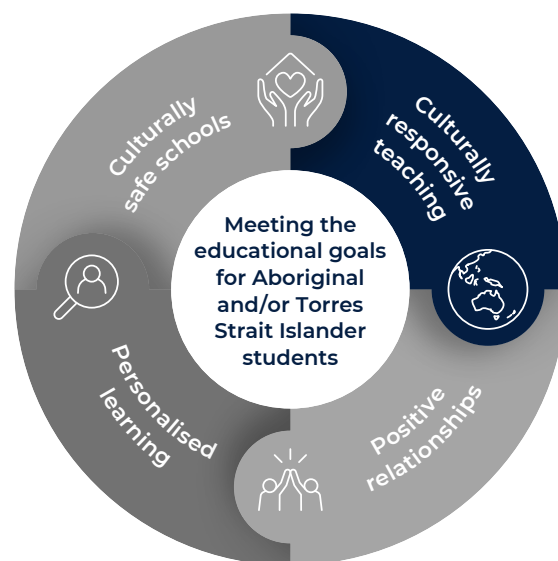 Culturally
safe schools
Culturally
responsive
teaching
Meeting the
educational goals
for Aboriginal
and/or Torres
Strait Islander
students
Personalised
learning
Positive
relationships